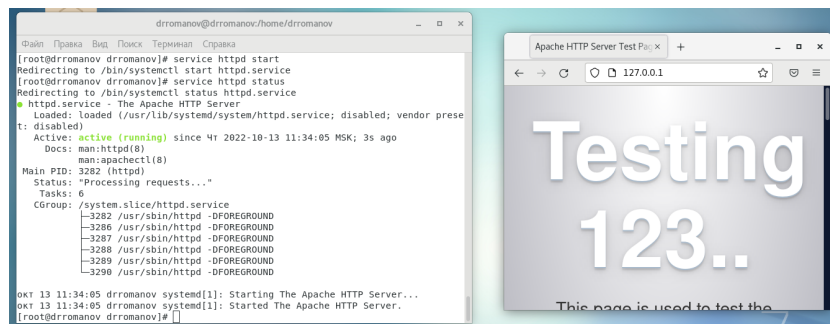 drromanov@drromanov:/home/drromanov
Файл Правка Вид Поиск Терминал Справка
[root@drromanov drromanov]# service httpd start
Redirecting to /bin/systemctl start httpd.service
[root@drromanov drromanov]# service httpd status
Redirecting to /bin/systemctl status httpd.service
● httpd.service - The Apache HTTP Server
   Loaded: loaded (/usr/lib/systemd/system/httpd.service; disabled; vendor prese
t: disabled)
   Active: active (running) since Чт 2022-10-13 11:34:05 MSK; 3s ago
     Docs: man:httpd(8)
           man:apachectl(8)
 Main PID: 3282 (httpd)
   Status: "Processing requests..."
    Tasks: 6
   CGroup: /system.slice/httpd.service
           ├─3282 /usr/sbin/httpd -DFOREGROUND
           ├─3286 /usr/sbin/httpd -DFOREGROUND
           ├─3287 /usr/sbin/httpd -DFOREGROUND
           ├─3288 /usr/sbin/httpd -DFOREGROUND
           ├─3289 /usr/sbin/httpd -DFOREGROUND
           └─3290 /usr/sbin/httpd -DFOREGROUND
окт 13 11:34:05 drromanov systemd[1]: Starting The Apache HTTP Server...
окт 13 11:34:05 drromanov systemd[1]: Started The Apache HTTP Server.
[root@drromanov drromanov]#
Apache HTTP Server Test Pag
127.0.0.1
Testing
123..
This page is used to test the